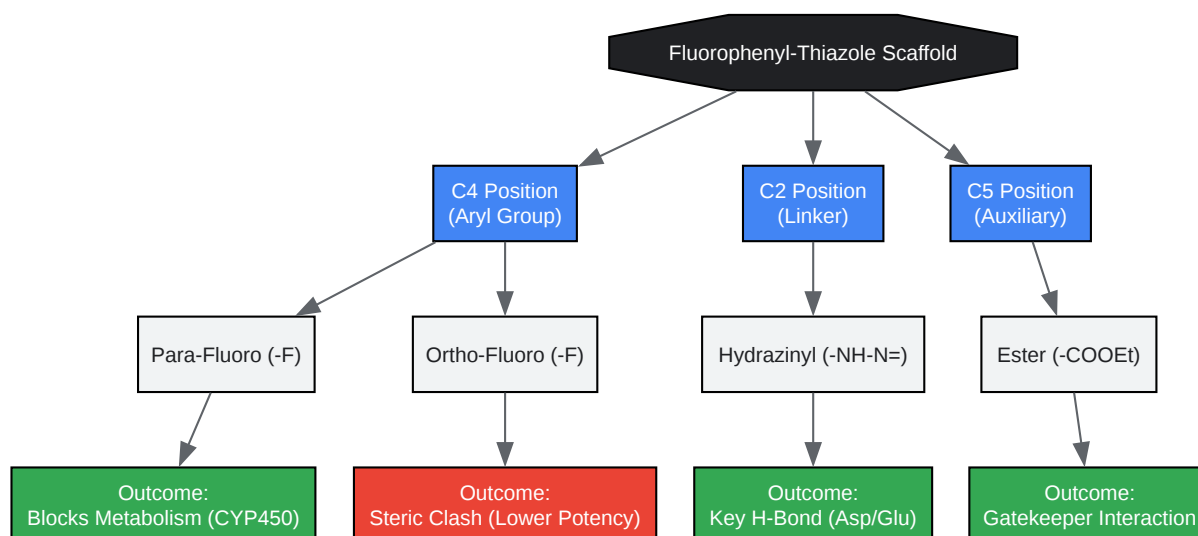 Fluorophenyl-Thiazole Scaffold
C4 Position
(Aryl Group)
C2 Position
(Linker)
C5 Position
(Auxiliary)
Para-Fluoro (-F)
Ortho-Fluoro (-F)
Hydrazinyl (-NH-N=)
Ester (-COOEt)
Outcome:
Blocks Metabolism (CYP450)
Outcome:
Steric Clash (Lower Potency)
Outcome:
Key H-Bond (Asp/Glu)
Outcome:
Gatekeeper Interaction